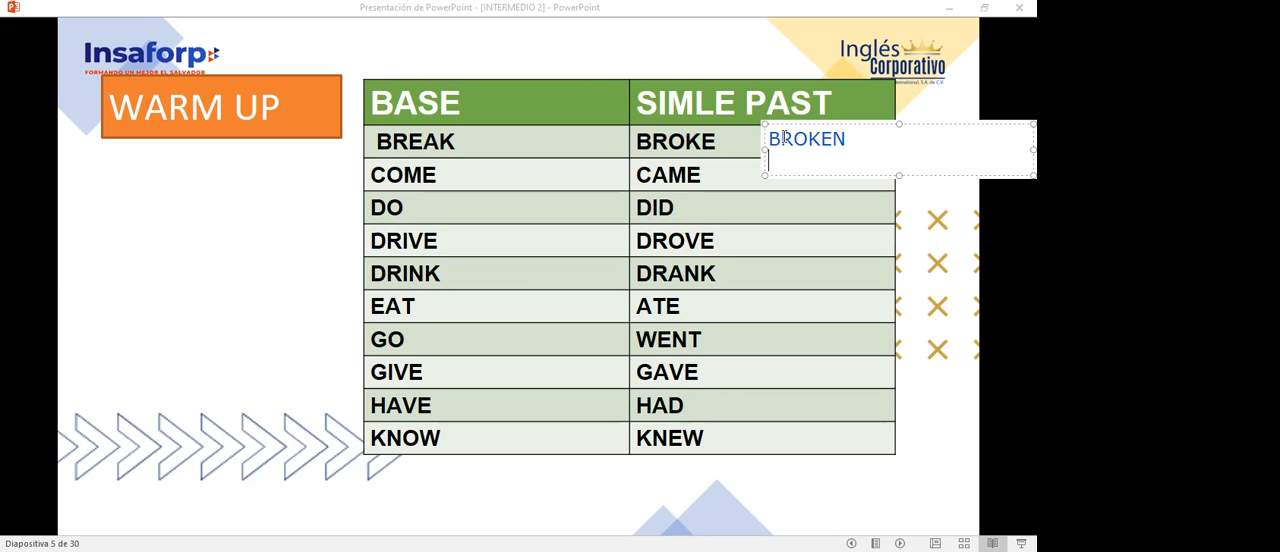 Presentación de PowerPoint - [INTERMEDIO 2] - PowerPoint
Insaforp
FORMANDO UN MEJOR EL SALVADOR
Inglés
Corporativo
International, S.A. de C.V.
WARM UP
BASE SIMLE PAST
BREAK BROKE BROKEN
COME CAME
DO DID
DRIVE DROVE
DRINK DRANK
EAT ATE
GO WENT
GIVE GAVE
HAVE HAD
KNOW KNEW
Diapositiva 5 de 30